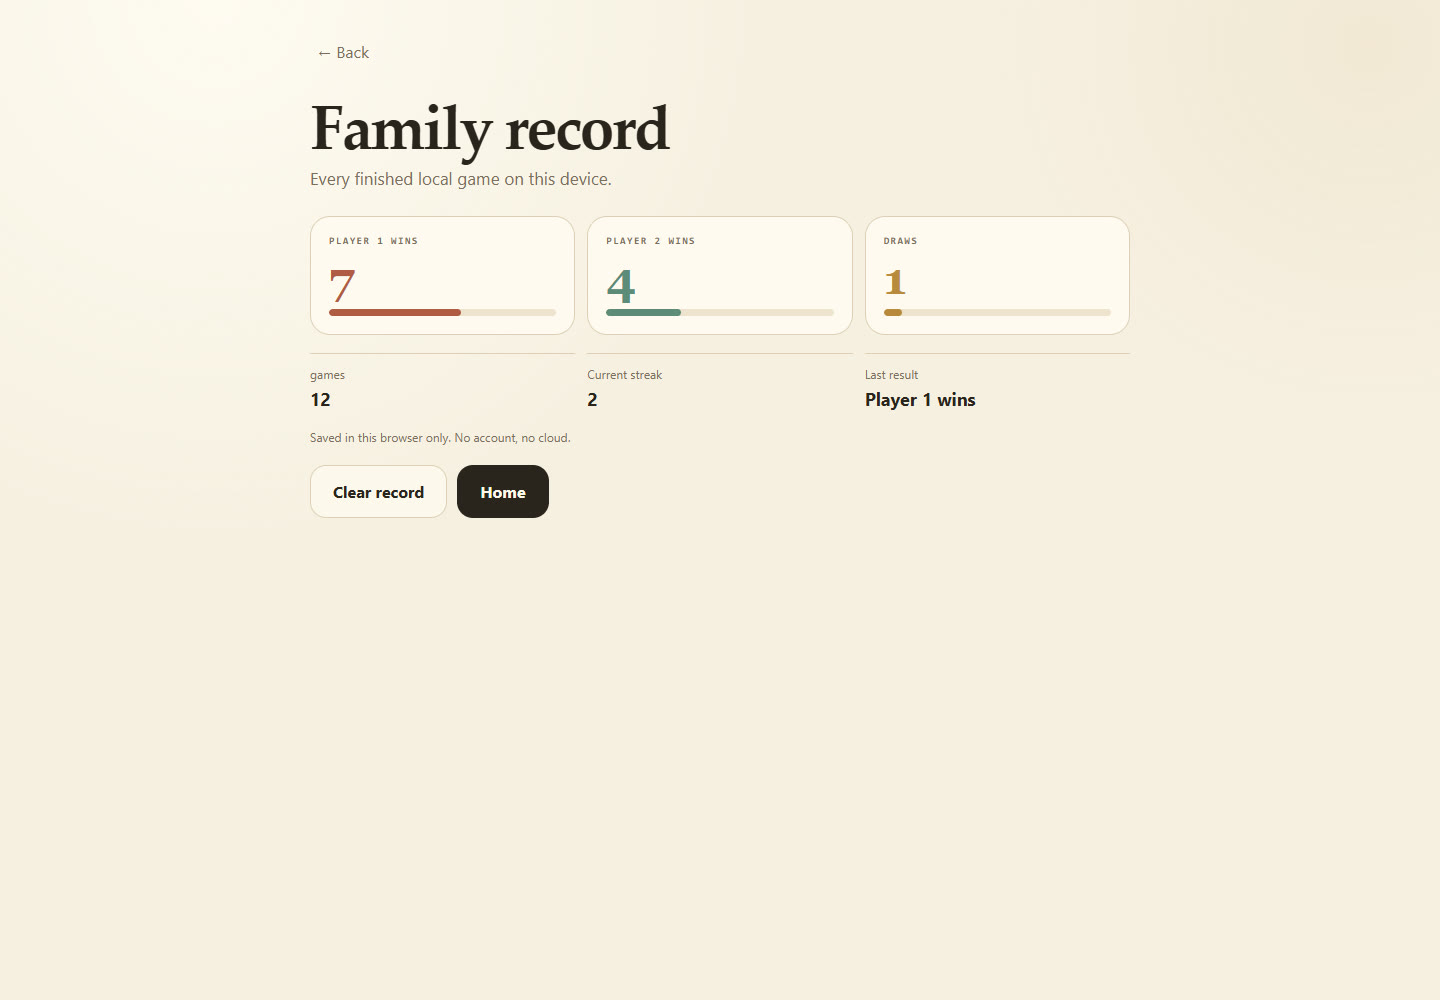 ← Back
Family record
Every finished local game on this device.
PLAYER 1 WINS
7
PLAYER 2 WINS
4
DRAWS
1
games
12
Current streak
2
Last result
Player 1 wins
Saved in this browser only. No account, no cloud.
Clear record
Home